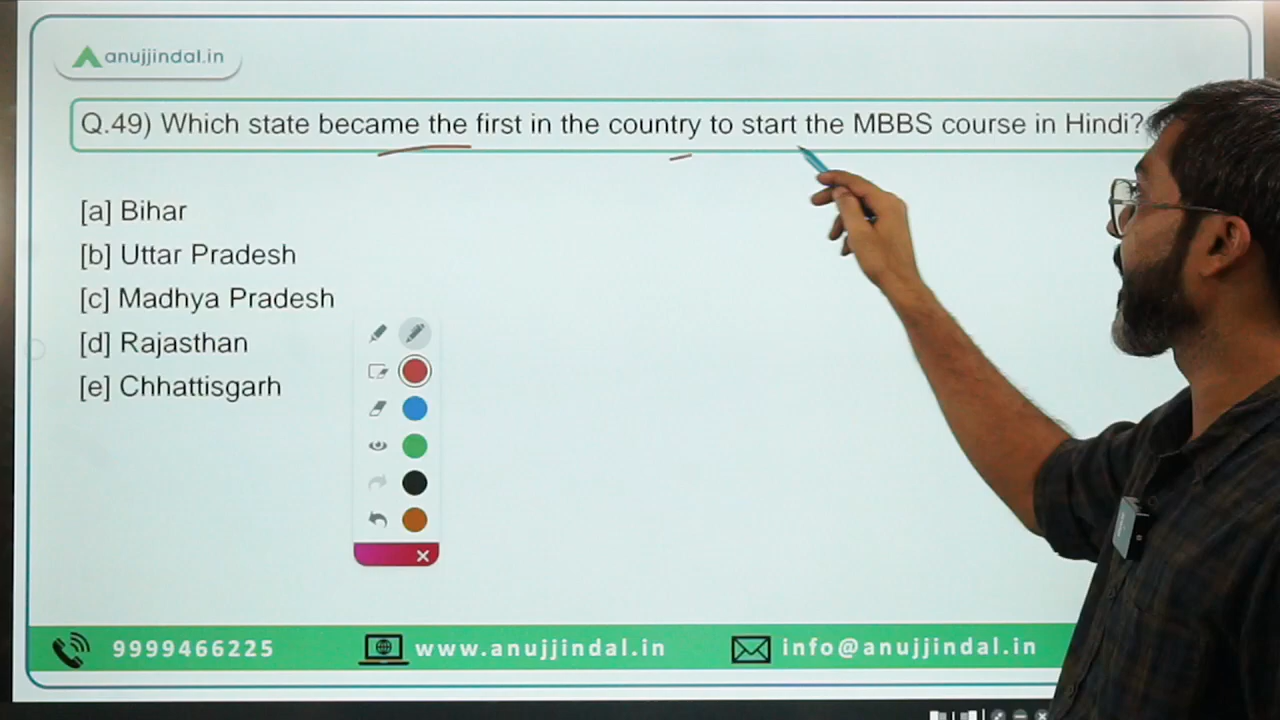 anujjindal.in
Q.49) Which state became the first in the country to start the MBBS course in Hindi?
[a] Bihar
[b] Uttar Pradesh
[c] Madhya Pradesh
[d] Rajasthan
[e] Chhattisgarh
9999466225 www.anujjindal.in info@anujjindal.in